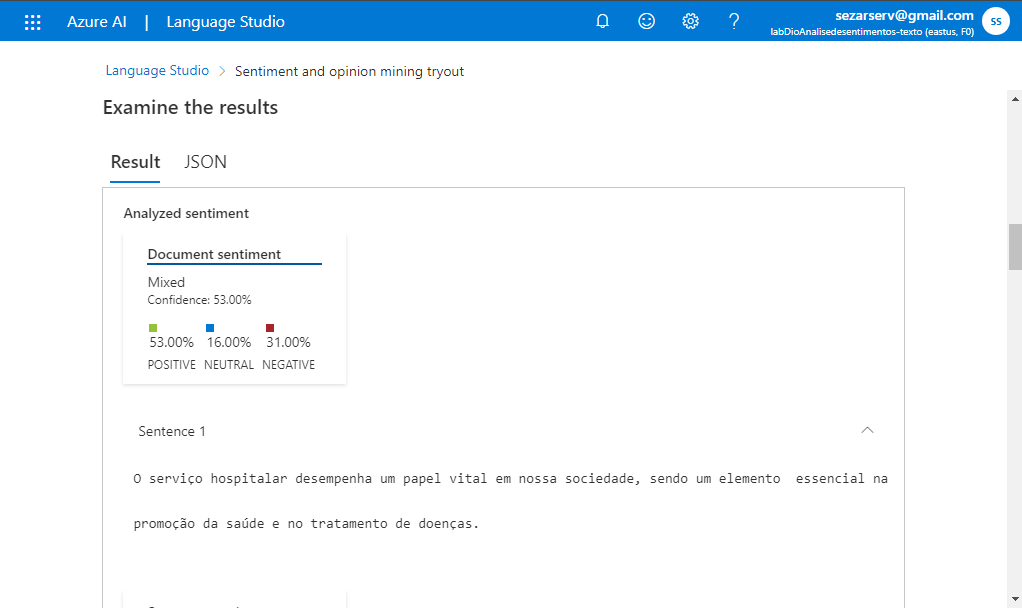 Azure AI | Language Studio
sezarserv@gmail.com
labDioAnalisedesentimentos-texto (eastus, F0)
SS
Language Studio > Sentiment and opinion mining tryout
Examine the results
Result JSON
Analyzed sentiment
Document sentiment
Mixed
Confidence: 53.00%
53.00% 16.00% 31.00%
POSITIVE NEUTRAL NEGATIVE
Sentence 1
O serviço hospitalar desempenha um papel vital em nossa sociedade, sendo um elemento  essencial na
promoção da saúde e no tratamento de doenças.